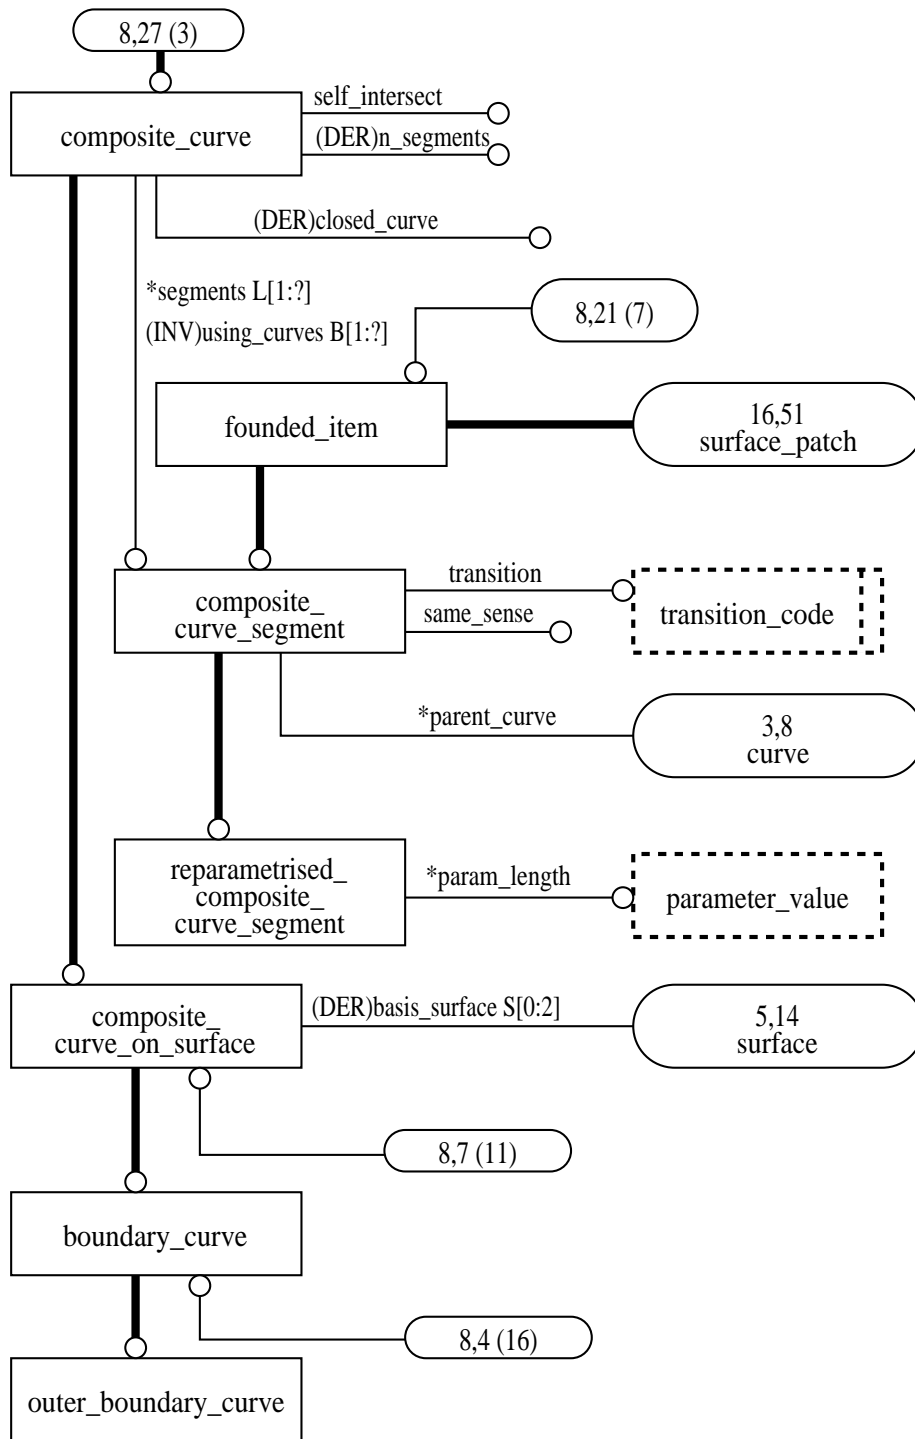 8,27 (3)
self_intersect
composite_curve
(DER)n_segments
(DER)closed_curve
*segments L[1:?]
8,21 (7)
(INV)using_curves B[1:?]
founded_item
16,51
surface_patch
transition
composite_
curve_segment
same_sense
transition_code
*parent_curve
3,8
curve
reparametrised_
composite_
curve_segment
*param_length
parameter_value
(DER)basis_surface S[0:2]
composite_
curve_on_surface
5,14
surface
8,7 (11)
boundary_curve
8,4 (16)
outer_boundary_curve